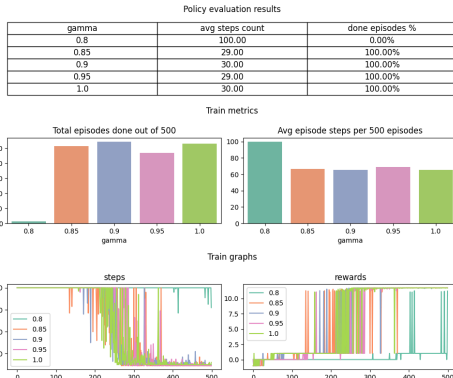 Policy evaluation results
gamma avg steps count done episodes %
0.8 100.00 0.00%
0.85 29.00 100.00%
0.9 30.00 100.00%
0.95 29.00 100.00%
1.0 30.00 100.00%
Train metrics
Total episodes done out of 500 Avg episode steps per 500 episodes
100
80
60
40
20
0
0.8 0.85 0.9 0.95 1.0 0.8 0.85 0.9 0.95 1.0
gamma gamma
Train graphs
steps rewards
0.8 0.8
0.85 0.85
0.9 0.9
0.95 0.95
1.0 1.0
10.0
7.5
5.0
2.5
0.0
0 100 200 300 400 500 0 100 200 300 400 500